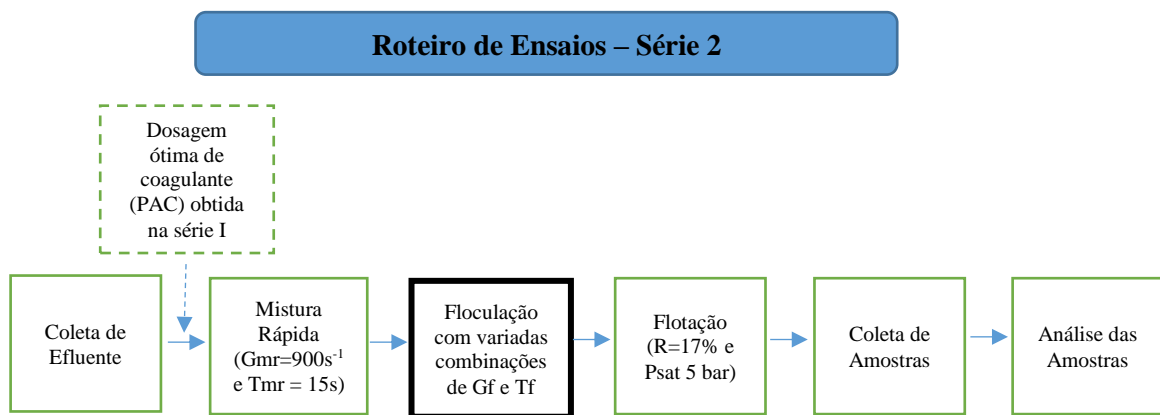 Roteiro de Ensaios – Série 2
Dosagem
ótima de
coagulante
(PAC) obtida
na série I
Coleta de
Efluente
Mistura
Rápida
(Gmr=900s⁻¹
e Tmr = 15s)
Floculação
com variadas
combinações
de Gf e Tf
Flotação
(R=17% e
Psat 5 bar)
Coleta de
Amostras
Análise das
Amostras